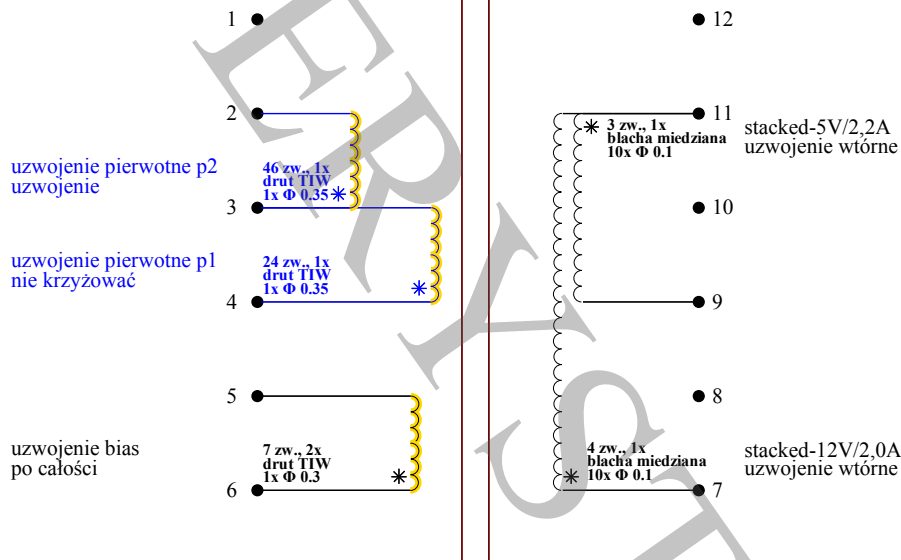 1
12
2
11
3 zw., 1x
blacha miedziana
10x Φ 0.1
stacked-5V/2,2A
uzwojenie wtórne
uzwojenie pierwotne p2
uzwojenie
46 zw., 1x
drut TIW
1x Φ 0.35
3
10
uzwojenie pierwotne p1
nie krzyżować
24 zw., 1x
drut TIW
1x Φ 0.35
4
9
5
8
uzwojenie bias
po całości
7 zw., 2x
drut TIW
1x Φ 0.3
4 zw., 1x
blacha miedziana
10x Φ 0.1
stacked-12V/2,0A
uzwojenie wtórne
6
7
ERYST